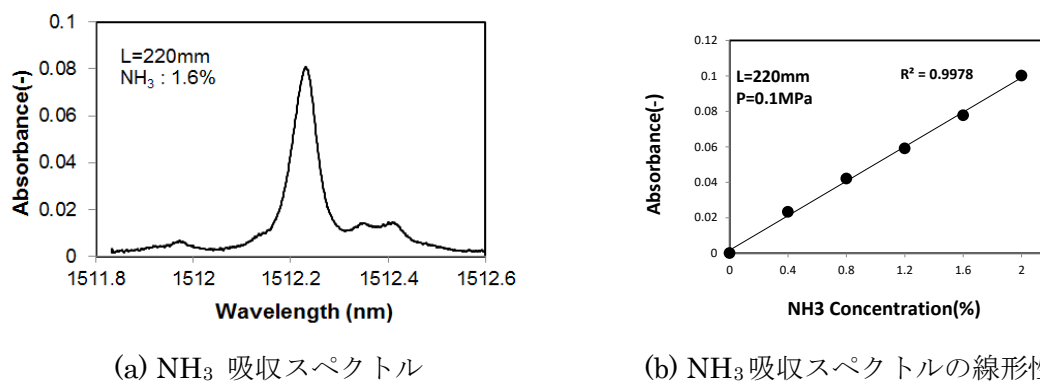 0.1
0.08
0.06
0.04
0.02
0
L=220mm
NH3 : 1.6%
Absorbance(-)
1511.8 1512 1512.2 1512.4 1512.6
Wavelength (nm)
(a) NH3 吸収スペクトル
0.12
0.1
0.08
0.06
0.04
0.02
0
L=220mm
P=0.1MPa
R² = 0.9978
Absorbance(-)
0 0.4 0.8 1.2 1.6 2
NH3 Concentration(%)
(b) NH3吸収スペクトルの線形性